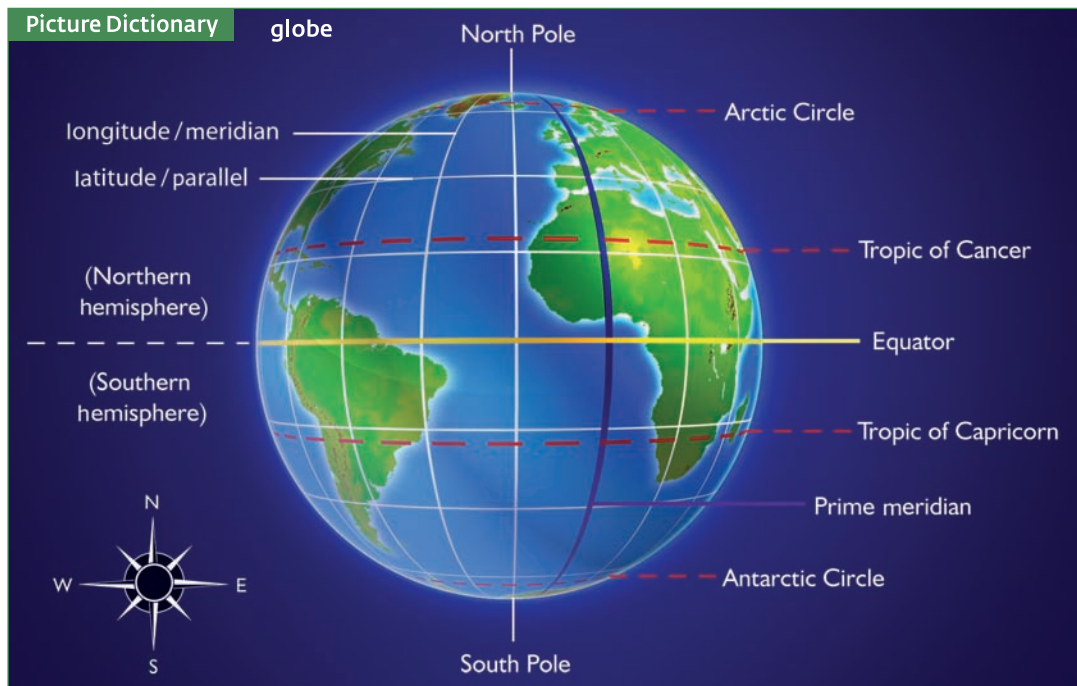 Picture Dictionary
globe
North Pole
Arctic Circle
longitude/meridian
latitude/parallel
Tropic of Cancer
(Northern
hemisphere)
Equator
(Southern
hemisphere)
Tropic of Capricorn
Prime meridian
N
W
E
S
Antarctic Circle
South Pole